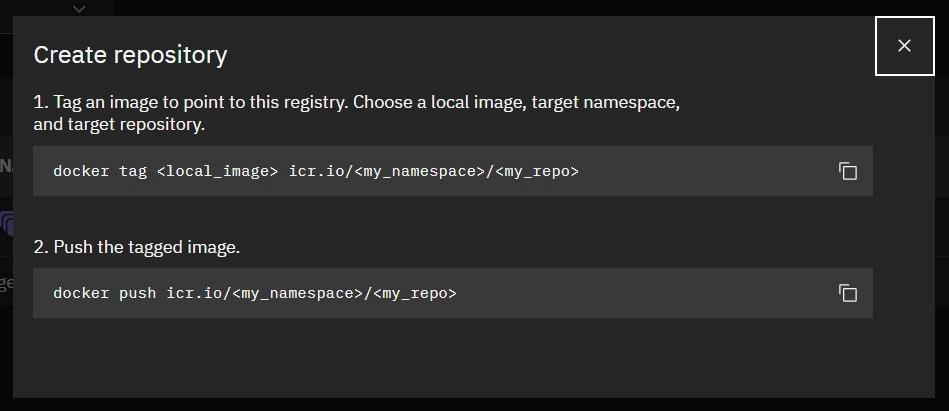 Create repository
1. Tag an image to point to this registry. Choose a local image, target namespace,
and target repository.
docker tag <local_image> icr.io/<my_namespace>/<my_repo>
2. Push the tagged image.
docker push icr.io/<my_namespace>/<my_repo>